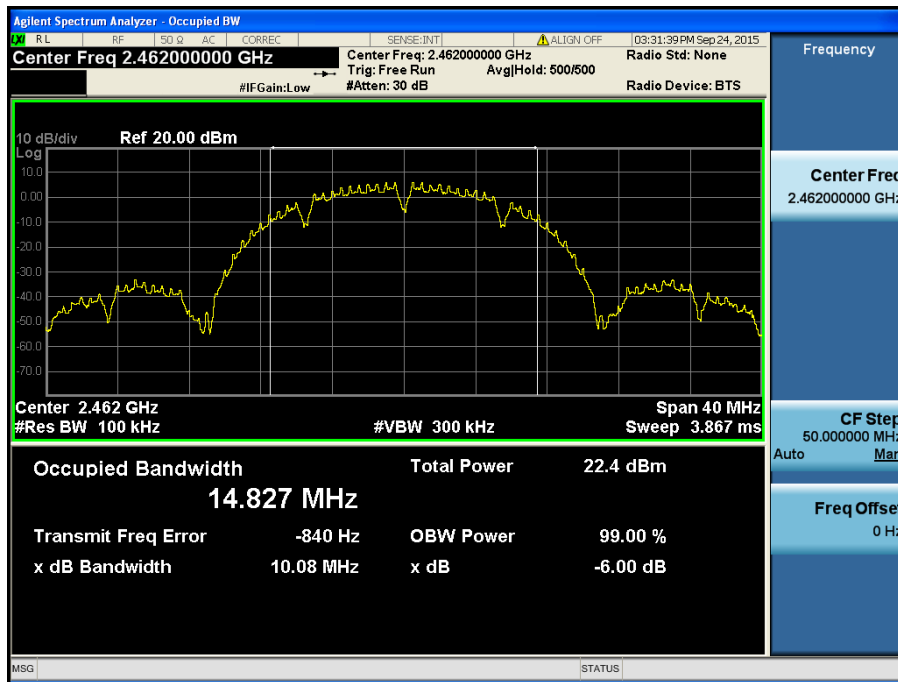 Agilent Spectrum Analyzer - Occupied BW
LXI RL RF 50 Ω AC CORREC SENSE:INT ALIGN OFF 03:31:39 PM Sep 24, 2015
Center Freq 2.462000000 GHz
Center Freq: 2.462000000 GHz
Radio Std: None
Trig: Free Run Avg|Hold: 500/500
#IFGain:Low
#Atten: 30 dB
Radio Device: BTS
10 dB/div Ref 20.00 dBm
Log
10.0
0.00
-10.0
-20.0
-30.0
-40.0
-50.0
-60.0
-70.0
Center 2.462 GHz Span 40 MHz
#Res BW 100 kHz #VBW 300 kHz Sweep 3.867 ms
Occupied Bandwidth Total Power 22.4 dBm
14.827 MHz
Transmit Freq Error -840 Hz OBW Power 99.00 %
x dB Bandwidth 10.08 MHz x dB -6.00 dB
MSG STATUS
Frequency
Center Freq
2.462000000 GHz
CF Step
50.000000 MHz
Auto Man
Freq Offset
0 Hz